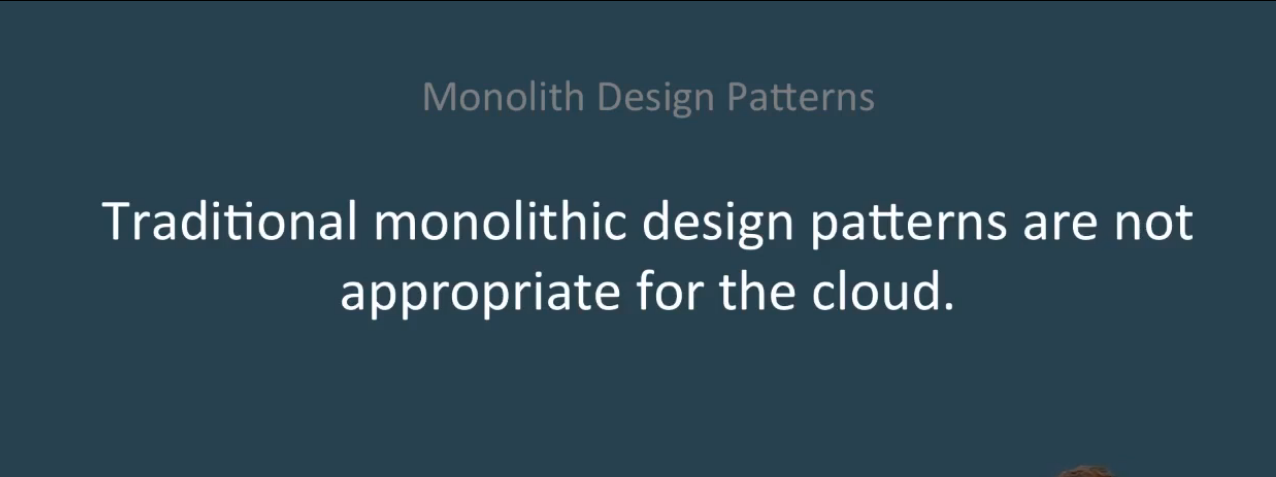 Monolith Design Patterns
Traditional monolithic design patterns are not
appropriate for the cloud.